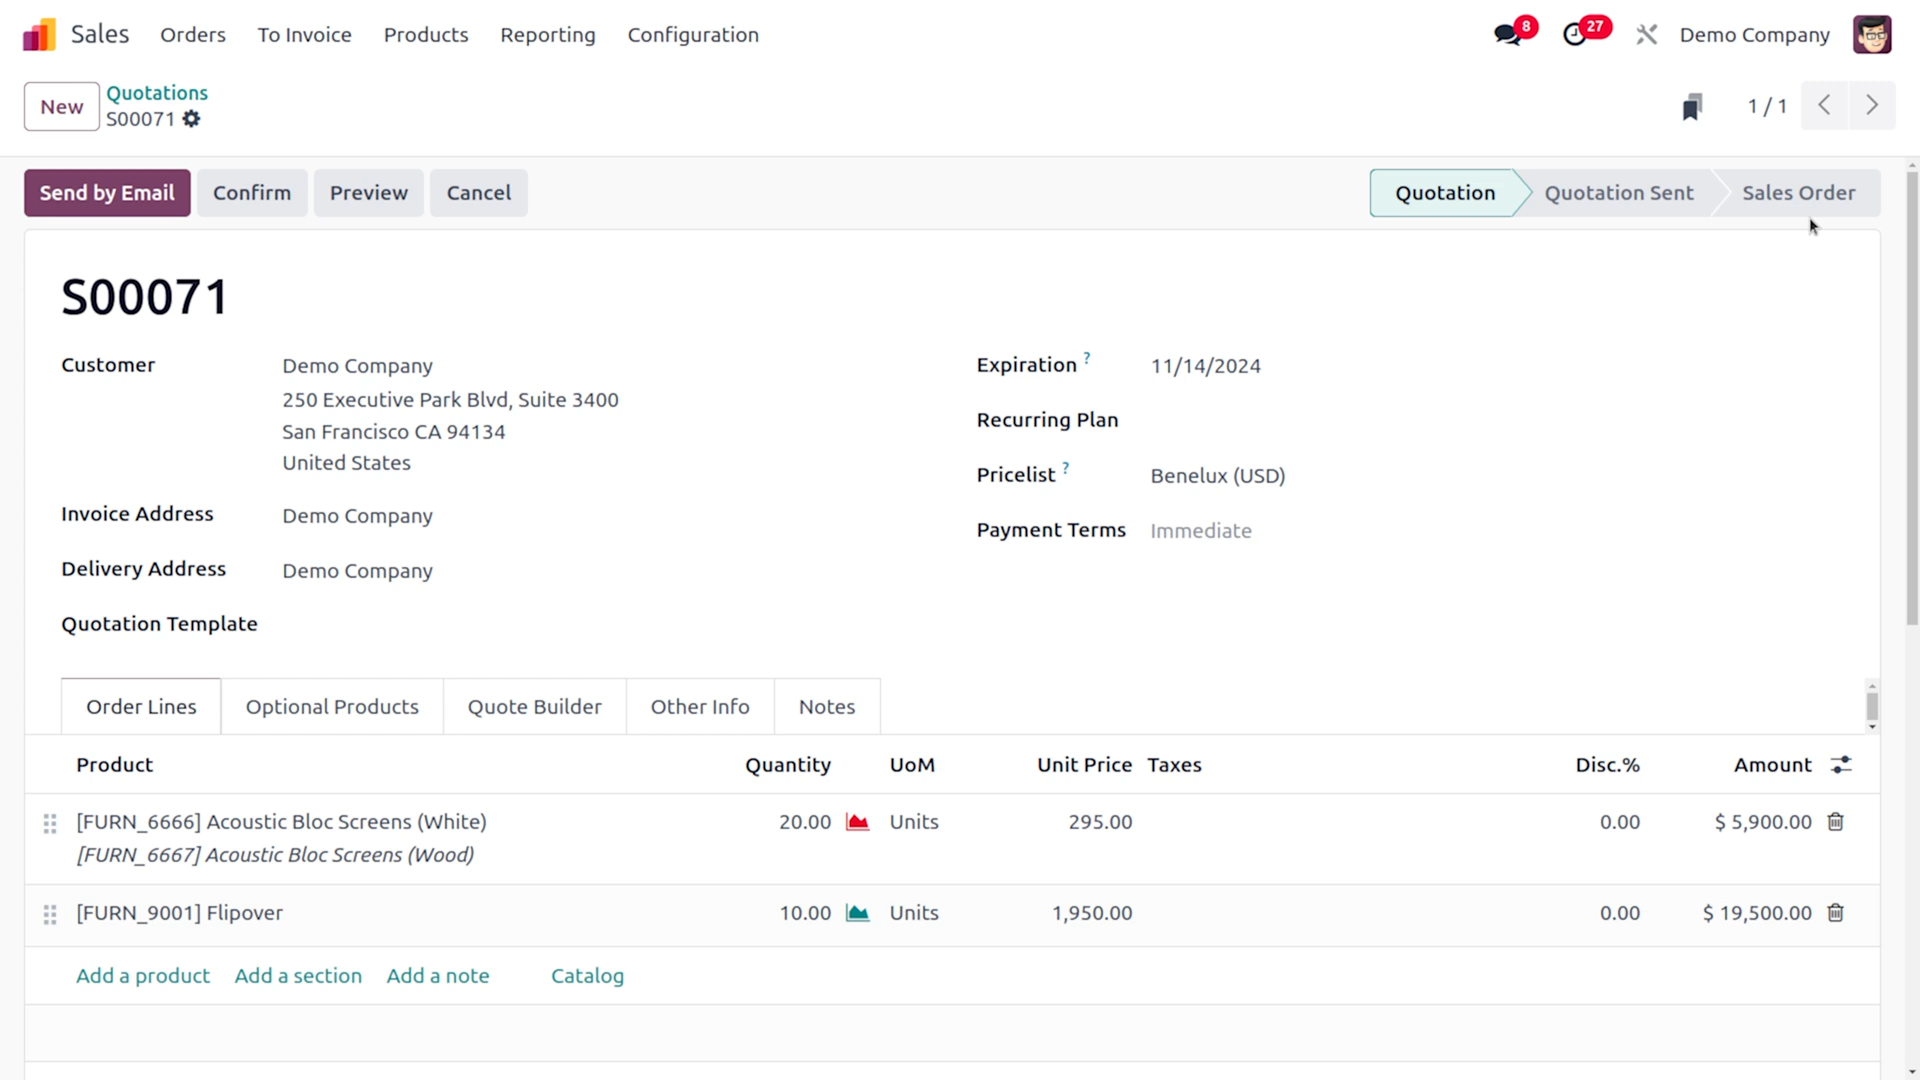 Sales Orders To Invoice Products Reporting Configuration 8 27 Demo Company
New Quotations 1 / 1
S00071
Send by Email Confirm Preview Cancel Quotation Quotation Sent Sales Order
S00071
Customer Demo Company Expiration ? 11/14/2024
250 Executive Park Blvd, Suite 3400
San Francisco CA 94134 Recurring Plan
United States Pricelist ? Benelux (USD)
Invoice Address Demo Company Payment Terms Immediate
Delivery Address Demo Company
Quotation Template
Order Lines Optional Products Quote Builder Other Info Notes
Product Quantity UoM Unit Price Taxes Disc.% Amount
[FURN_6666] Acoustic Bloc Screens (White) 20.00 Units 295.00 0.00 $ 5,900.00
[FURN_6667] Acoustic Bloc Screens (Wood)
[FURN_9001] Flipover 10.00 Units 1,950.00 0.00 $ 19,500.00
Add a product Add a section Add a note Catalog